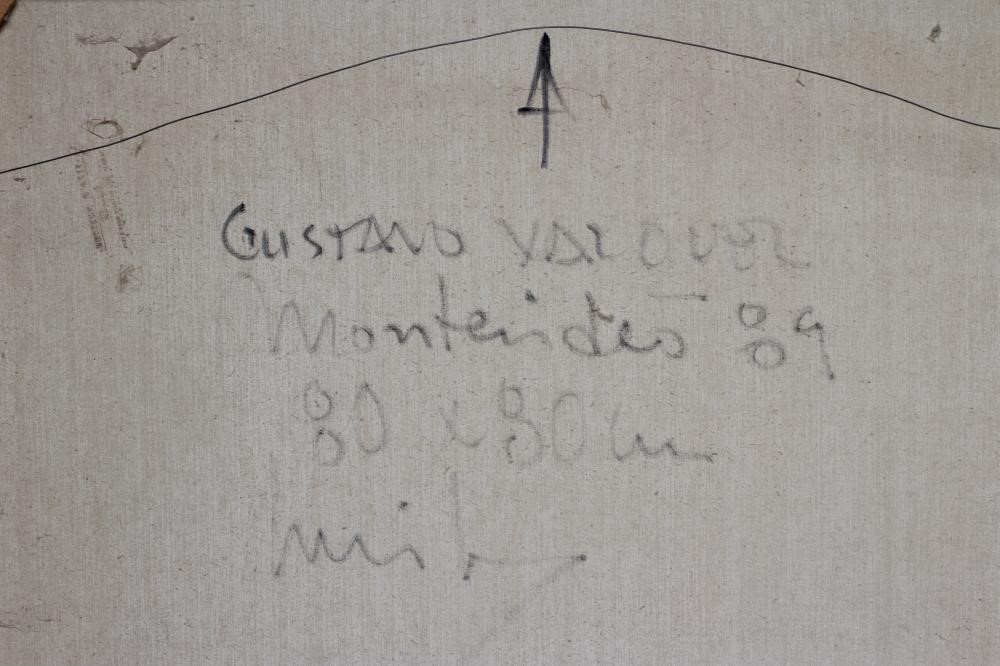 GUSTAVO VAZQUEZ
Montevideo 89
80 x 80 cm